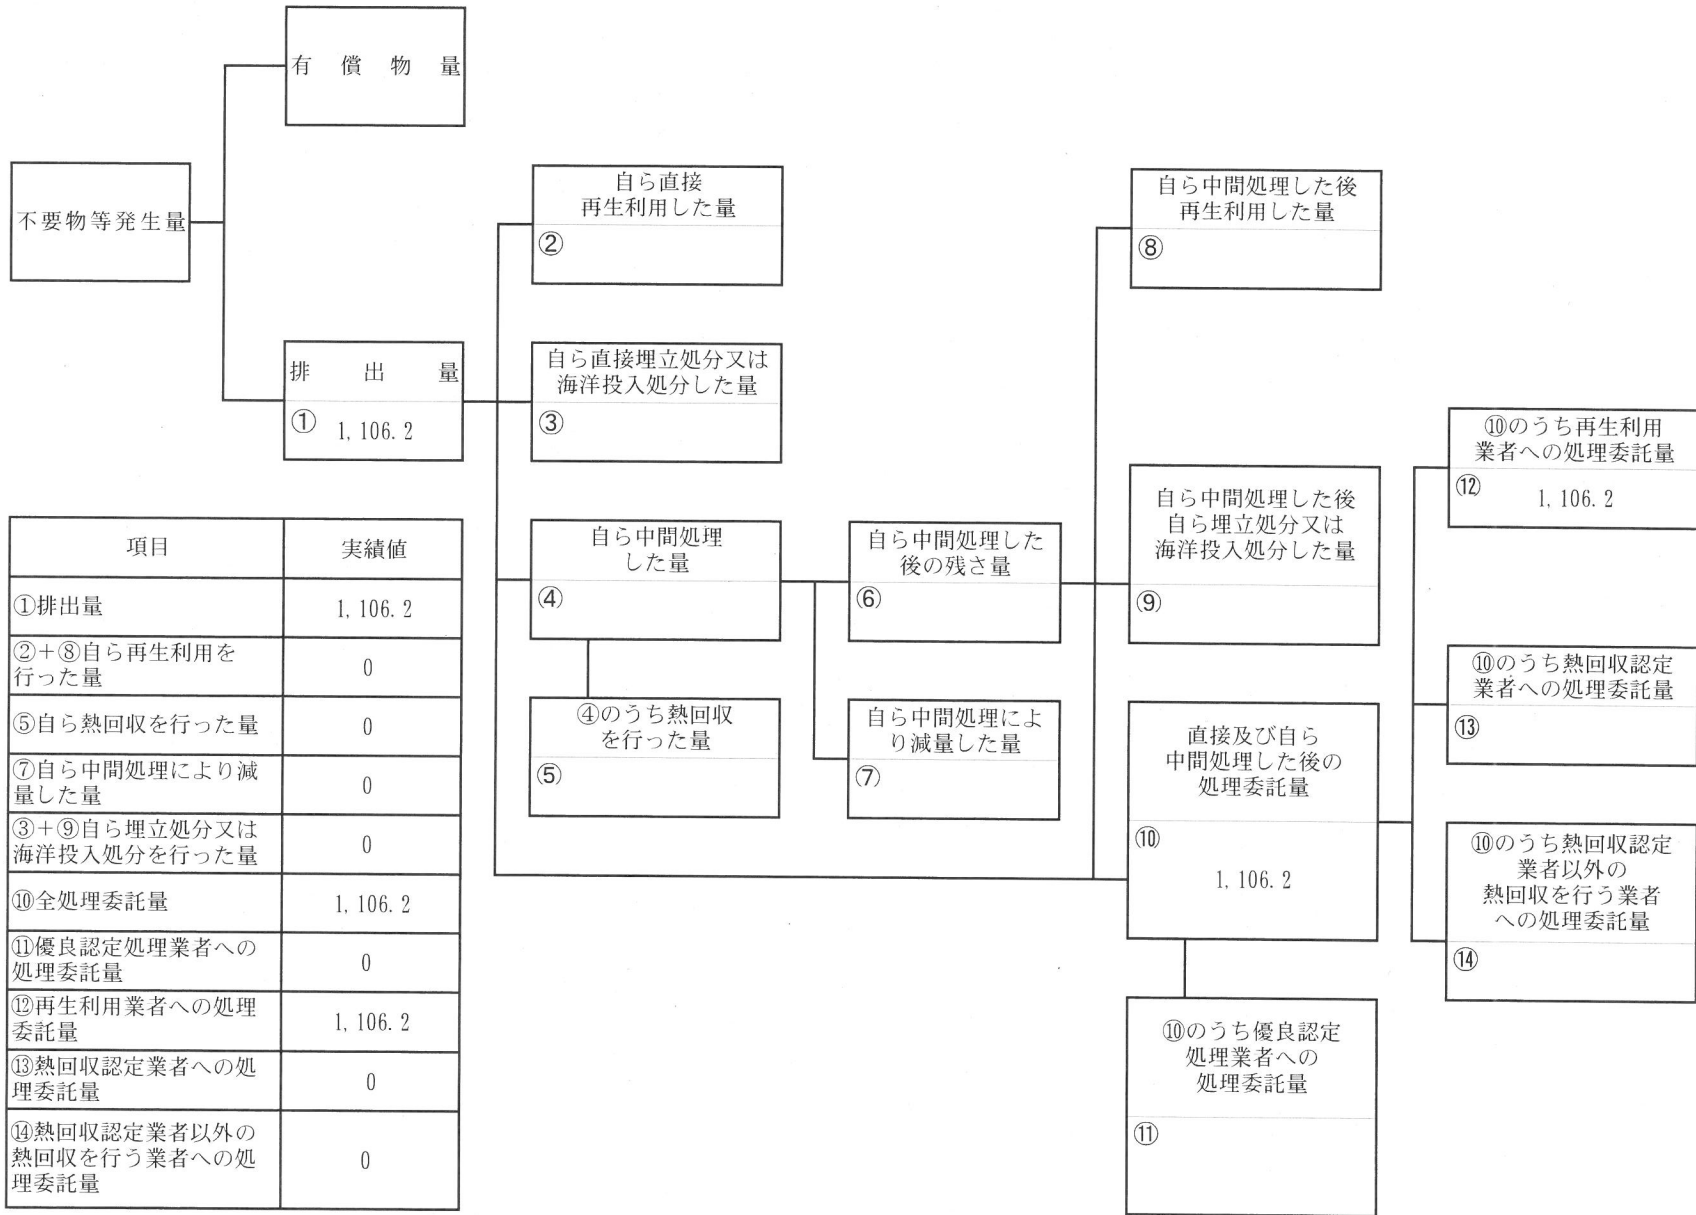 有償物量
不要物等発生量
排出量
① 1,106.2
自ら直接
再生利用した量
②
自ら直接埋立処分又は
海洋投入処分した量
③
自ら中間処理
した量
④
④のうち熱回収
を行った量
⑤
自ら中間処理した
後の残さ量
⑥
自ら中間処理によ
り減量した量
⑦
自ら中間処理した後
再生利用した量
⑧
自ら中間処理した後
自ら埋立処分又は
海洋投入処分した量
⑨
直接及び自ら
中間処理した後の
処理委託量
⑩
1,106.2
⑩のうち優良認定
処理業者への
処理委託量
⑪
⑩のうち再生利用
業者への処理委託量
⑫ 1,106.2
⑩のうち熱回収認定
業者への処理委託量
⑬
⑩のうち熱回収認定
業者以外の
熱回収を行う業者
への処理委託量
⑭
項目 実績値
①排出量 1,106.2
②+⑧自ら再生利用を
行った量 0
⑤自ら熱回収を行った量 0
⑦自ら中間処理により減
量した量 0
③+⑨自ら埋立処分又は
海洋投入処分を行った量 0
⑩全処理委託量 1,106.2
⑪優良認定処理業者への
処理委託量 0
⑫再生利用業者への処理
委託量 1,106.2
⑬熱回収認定業者への処
理委託量 0
⑭熱回収認定業者以外の
熱回収を行う業者への処
理委託量 0